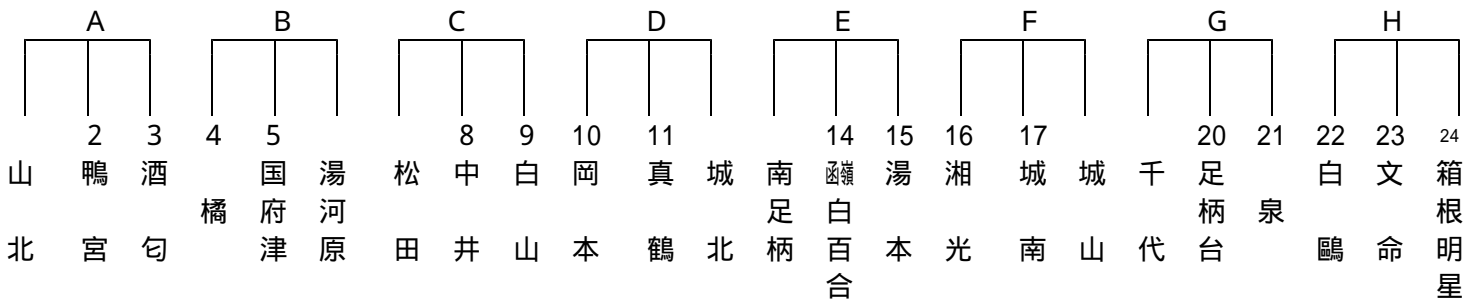 A B C D E F G H
2 3 4 5 8 9 10 11 14 15 16 17 20 21 22 23 24
山北
鴨宮
酒匂
橘
国府津
湯河原
松田
中井
白山
岡本
真鶴
城北
南足柄
函嶺白百合
湯本
湘光
城南
城山
千代
足柄台
泉
白鷗
文命
箱根明星